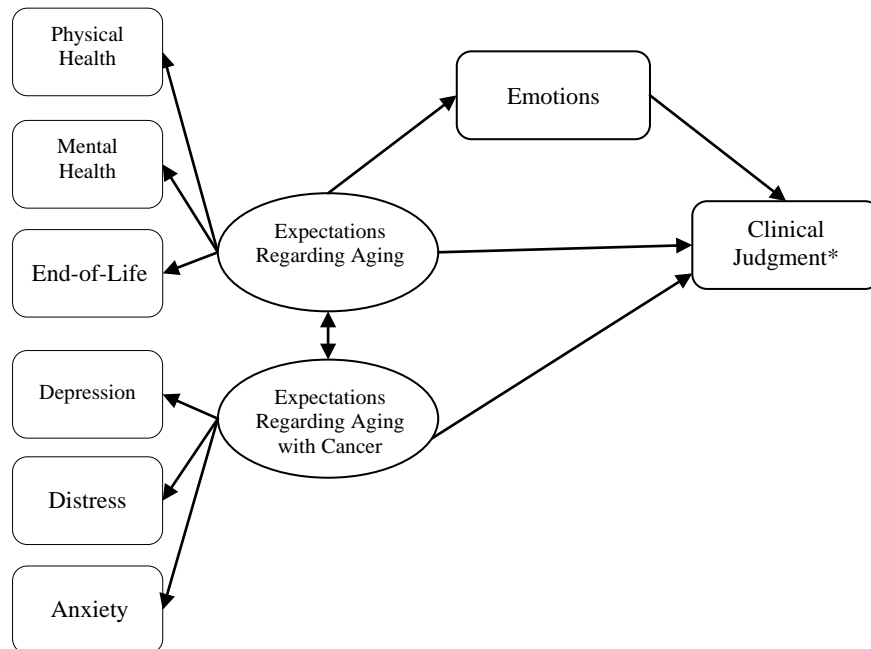 Physical
Health
Mental
Health
End-of-Life
Depression
Distress
Anxiety
Expectations
Regarding Aging
Expectations
Regarding Aging
with Cancer
Emotions
Clinical
Judgment*